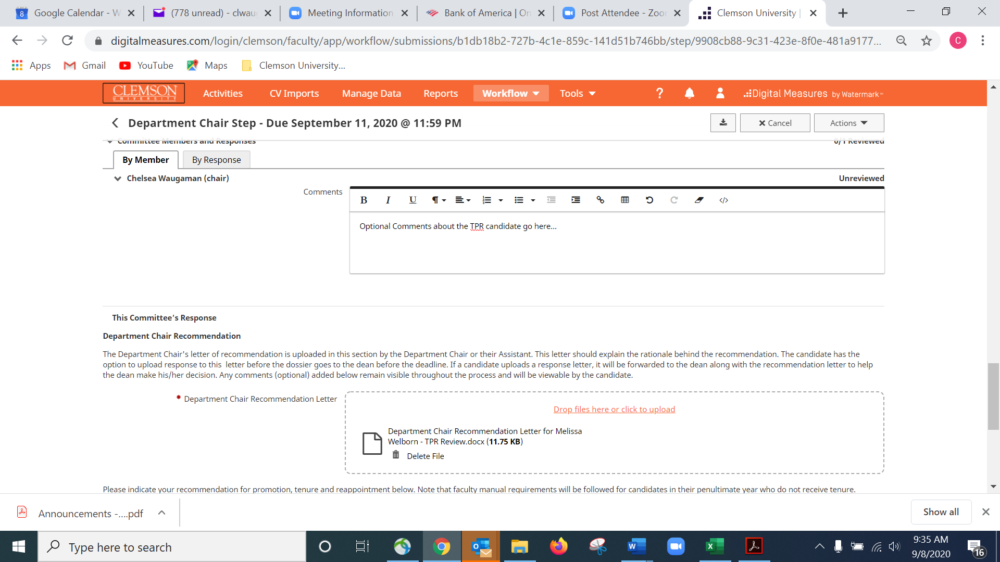 8 Google Calendar - W
(778 unread) - clwau
Meeting Information
Bank of America | On
Post Attendee - Zoo
Clemson University |
digitalmeasures.com/login/clemson/faculty/app/workflow/submissions/b1db18b2-727b-4c1e-859c-141d51b746bb/step/9908cb88-9c31-423e-8f0e-481a9177...
C
Apps
Gmail
YouTube
Maps
Clemson University...
CLEMSON
UNIVERSITY
Activities
CV Imports
Manage Data
Reports
Workflow
Tools
?
Digital Measures by Watermark™
Department Chair Step - Due September 11, 2020 @ 11:59 PM
Cancel
Actions
Committee Members and Responses
0/1 Reviewed
By Member
By Response
Chelsea Waugaman (chair)
Unreviewed
Comments
B I U
Optional Comments about the TPR candidate go here...
This Committee's Response
Department Chair Recommendation
The Department Chair's letter of recommendation is uploaded in this section by the Department Chair or their Assistant. This letter should explain the rationale behind the recommendation. The candidate has the
option to upload response to this letter before the dossier goes to the dean before the deadline. If a candidate uploads a response letter, it will be forwarded to the dean along with the recommendation letter to help
the dean make his/her decision. Any comments (optional) added below remain visible throughout the process and will be viewable by the candidate.
* Department Chair Recommendation Letter
Drop files here or click to upload
Department Chair Recommendation Letter for Melissa
Welborn - TPR Review.docx (11.75 KB)
Delete File
Please indicate your recommendation for promotion, tenure and reappointment below. Note that faculty manual requirements will be followed for candidates in their penultimate year who do not receive tenure.
Announcements -....pdf
Show all
Type here to search
9:35 AM
9/8/2020
16